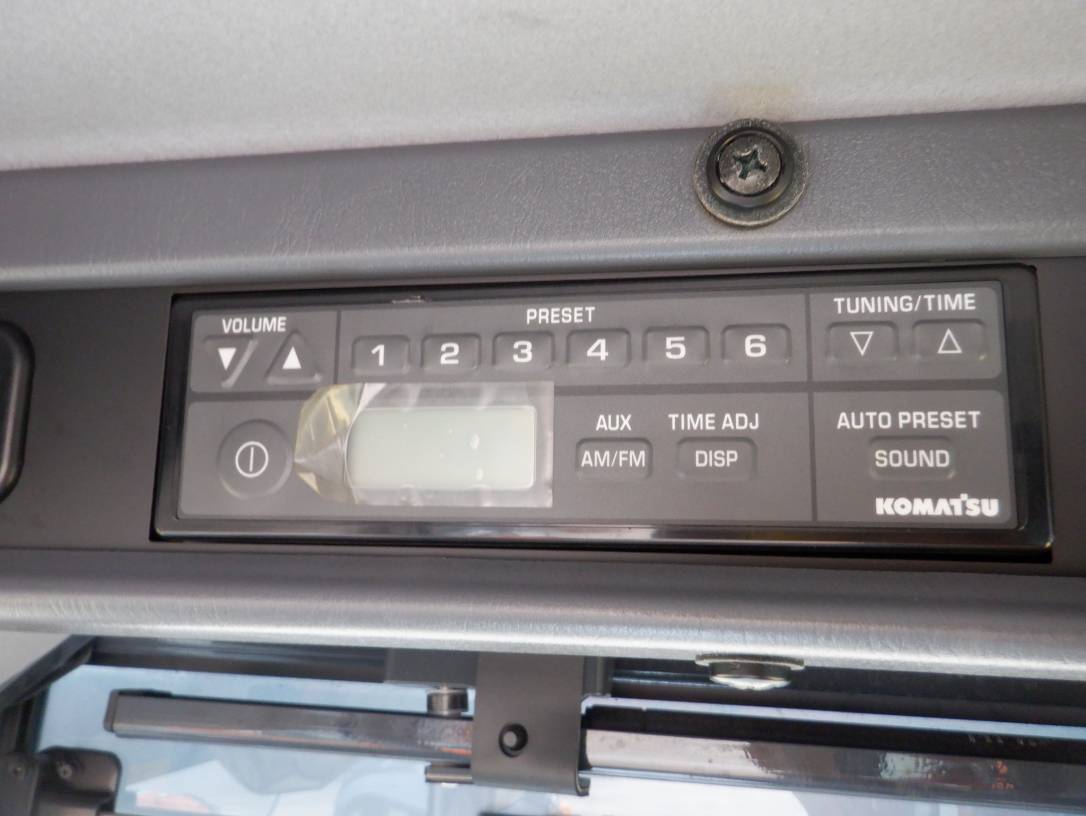 VOLUME
PRESET
TUNING/TIME
1 2 3 4 5 6
AUX
TIME ADJ
AUTO PRESET
AM/FM
DISP
SOUND
KOMATSU